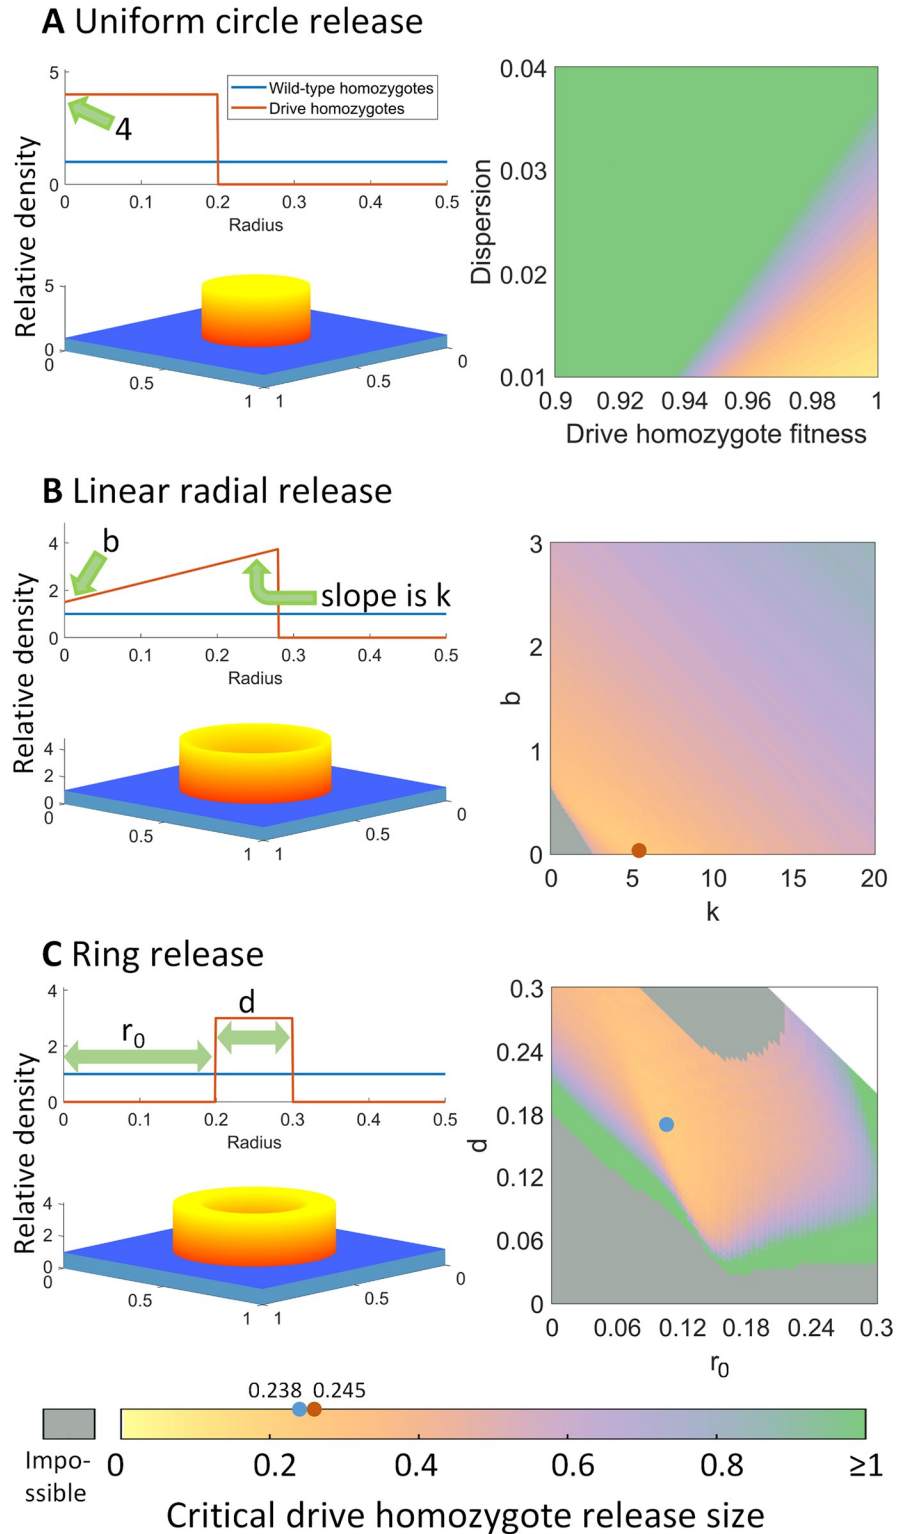 A Uniform circle release
5
0
4
Wild-type homozygotes
Drive homozygotes
0 0.1 0.2 0.3 0.4 0.5
Radius
Relative density
5
0
0 0.5 1 1 0.5 0
0.04
0.03
0.02
0.01
Dispersion
0.9 0.92 0.94 0.96 0.98 1
Drive homozygote fitness
B Linear radial release
4
2
0
b
slope is k
0 0.1 0.2 0.3 0.4 0.5
Radius
Relative density
4
2
0
0 0.5 1 1 0.5 0
3
2
1
0
b
0 5 10 15 20
k
C Ring release
4
2
0
r0
d
0 0.1 0.2 0.3 0.4 0.5
Radius
Relative density
4
2
0
0 0.5 1 1 0.5 0
0.3
0.24
0.18
0.12
0.06
0
d
0 0.06 0.12 0.18 0.24 0.3
r0
0.238 0.245
Impo-
ssible
0 0.2 0.4 0.6 0.8 ≥1
Critical drive homozygote release size